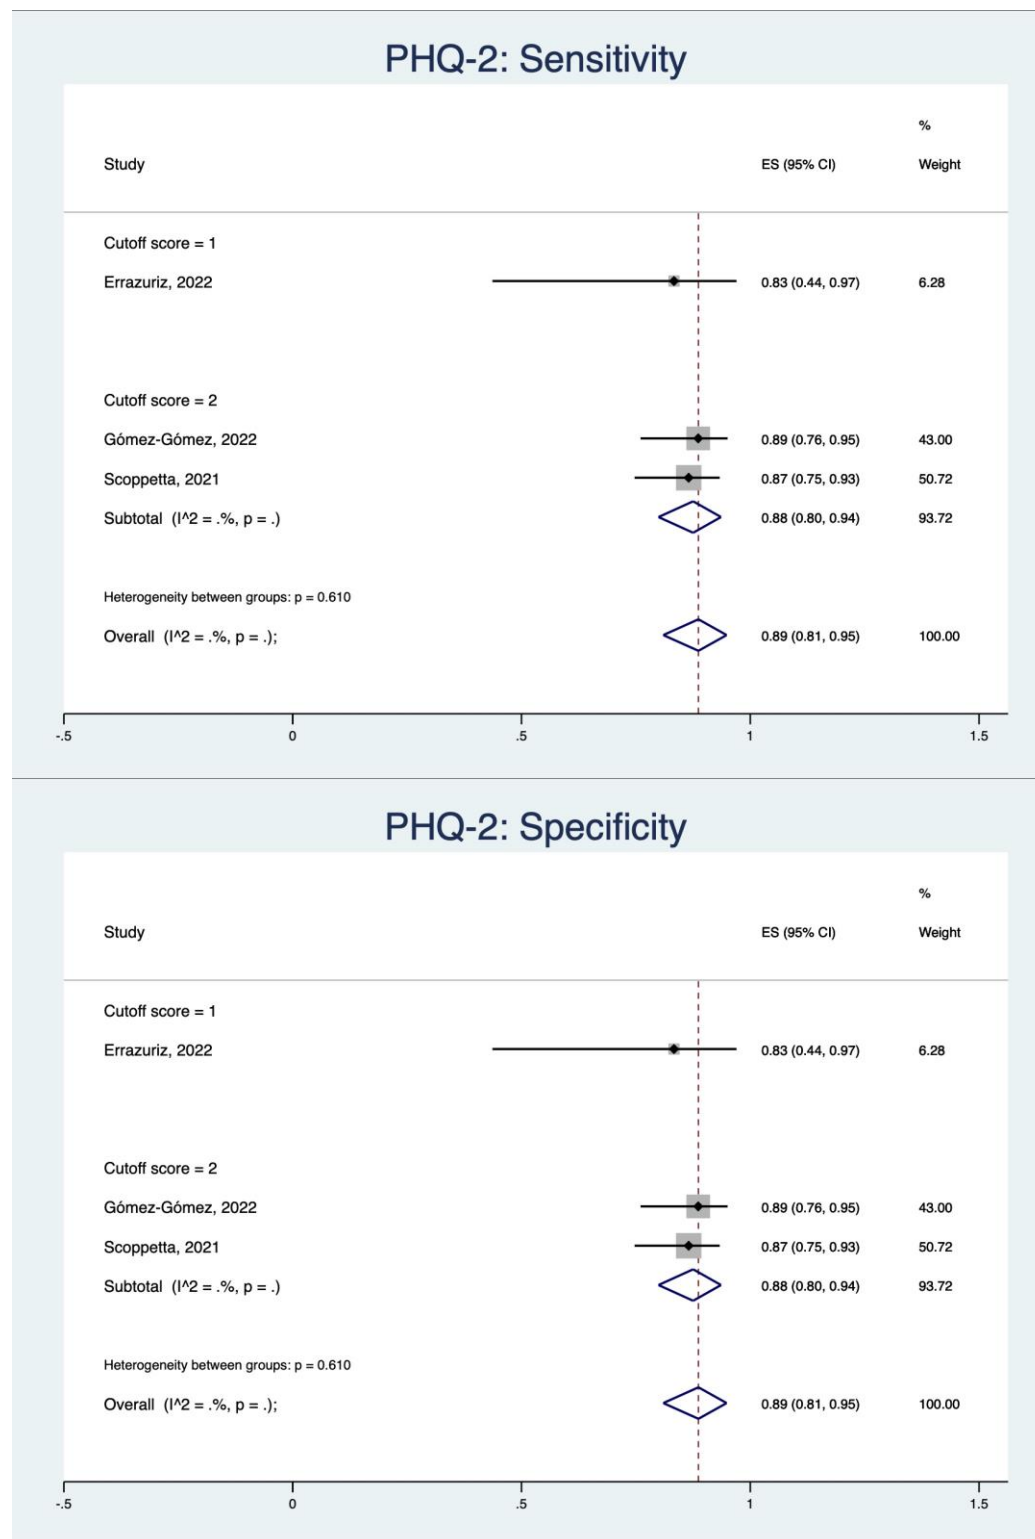 PHQ-2: Sensitivity
%
Study ES (95% CI) Weight
Cutoff score = 1
Errazuriz, 2022 0.83 (0.44, 0.97) 6.28
Cutoff score = 2
Gómez-Gómez, 2022 0.89 (0.76, 0.95) 43.00
Scoppetta, 2021 0.87 (0.75, 0.93) 50.72
Subtotal (I^2 = .%, p = .) 0.88 (0.80, 0.94) 93.72
Heterogeneity between groups: p = 0.610
Overall (I^2 = .%, p = .); 0.89 (0.81, 0.95) 100.00
-.5 0 .5 1 1.5
PHQ-2: Specificity
%
Study ES (95% CI) Weight
Cutoff score = 1
Errazuriz, 2022 0.83 (0.44, 0.97) 6.28
Cutoff score = 2
Gómez-Gómez, 2022 0.89 (0.76, 0.95) 43.00
Scoppetta, 2021 0.87 (0.75, 0.93) 50.72
Subtotal (I^2 = .%, p = .) 0.88 (0.80, 0.94) 93.72
Heterogeneity between groups: p = 0.610
Overall (I^2 = .%, p = .); 0.89 (0.81, 0.95) 100.00
-.5 0 .5 1 1.5